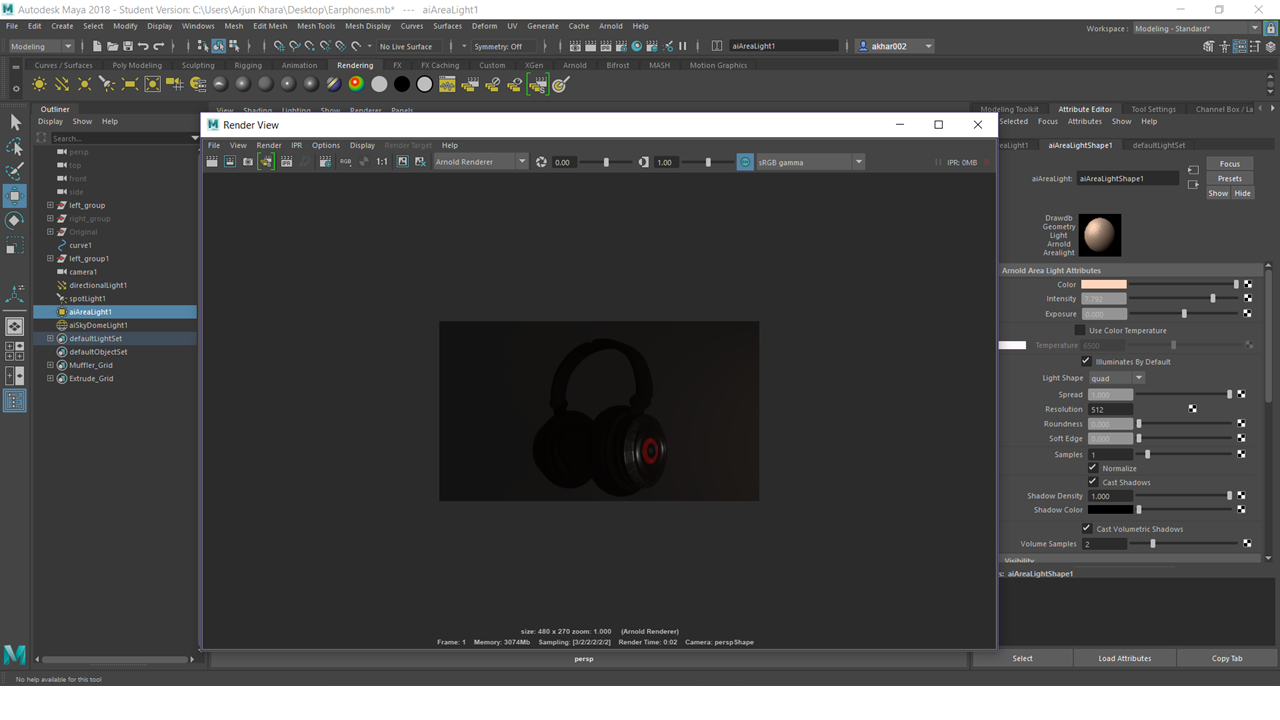 Autodesk Maya 2018 - Student Version: C:\Users\Arjun Khara\Desktop\Earphones.mb* --- aiAreaLight1
File Edit Create Select Modify Display Windows Mesh Edit Mesh Mesh Tools Mesh Display Curves Surfaces Deform UV Generate Cache Arnold Help
Workspace : Modeling - Standard*
Modeling No Live Surface Symmetry: Off aiAreaLight1 akhar002
Curves / Surfaces Poly Modeling Sculpting Rigging Animation Rendering FX FX Caching Custom XGen Arnold Bifrost MASH Motion Graphics
Outliner
Display Show Help
Search...
persp
top
front
side
left_group
right_group
Original
curve1
left_group1
camera1
directionalLight1
spotLight1
aiAreaLight1
aiSkyDomeLight1
defaultLightSet
defaultObjectSet
Muffler_Grid
Extrude_Grid
View Shading Lighting Show Renderer Panels
Render View
File View Render IPR Options Display Render Target Help
IPR RGB 1:1 Arnold Renderer 0.00 1.00 sRGB gamma IPR: 0MB
size: 480 x 270 zoom: 1.000 (Arnold Renderer)
Frame: 1 Memory: 3074Mb Sampling: [3/2/2/2/2/2] Render Time: 0:02 Camera: perspShape
persp
Modeling Toolkit Attribute Editor Tool Settings Channel Box / La
Selected Focus Attributes Show Help
eaLight1 aiAreaLightShape1 defaultLightSet
aiAreaLight: aiAreaLightShape1
Focus
Presets
Show Hide
Drawdb
Geometry
Light
Arnold
Arealight
Arnold Area Light Attributes
Color
Intensity 7.792
Exposure 0.000
Use Color Temperature
Temperature 6500
Illuminates By Default
Light Shape quad
Spread 1.000
Resolution 512
Roundness 0.000
Soft Edge 0.000
Samples 1
Normalize
Cast Shadows
Shadow Density 1.000
Shadow Color
Cast Volumetric Shadows
Volume Samples 2
Visibility
s: aiAreaLightShape1
Select Load Attributes Copy Tab
No help available for this tool